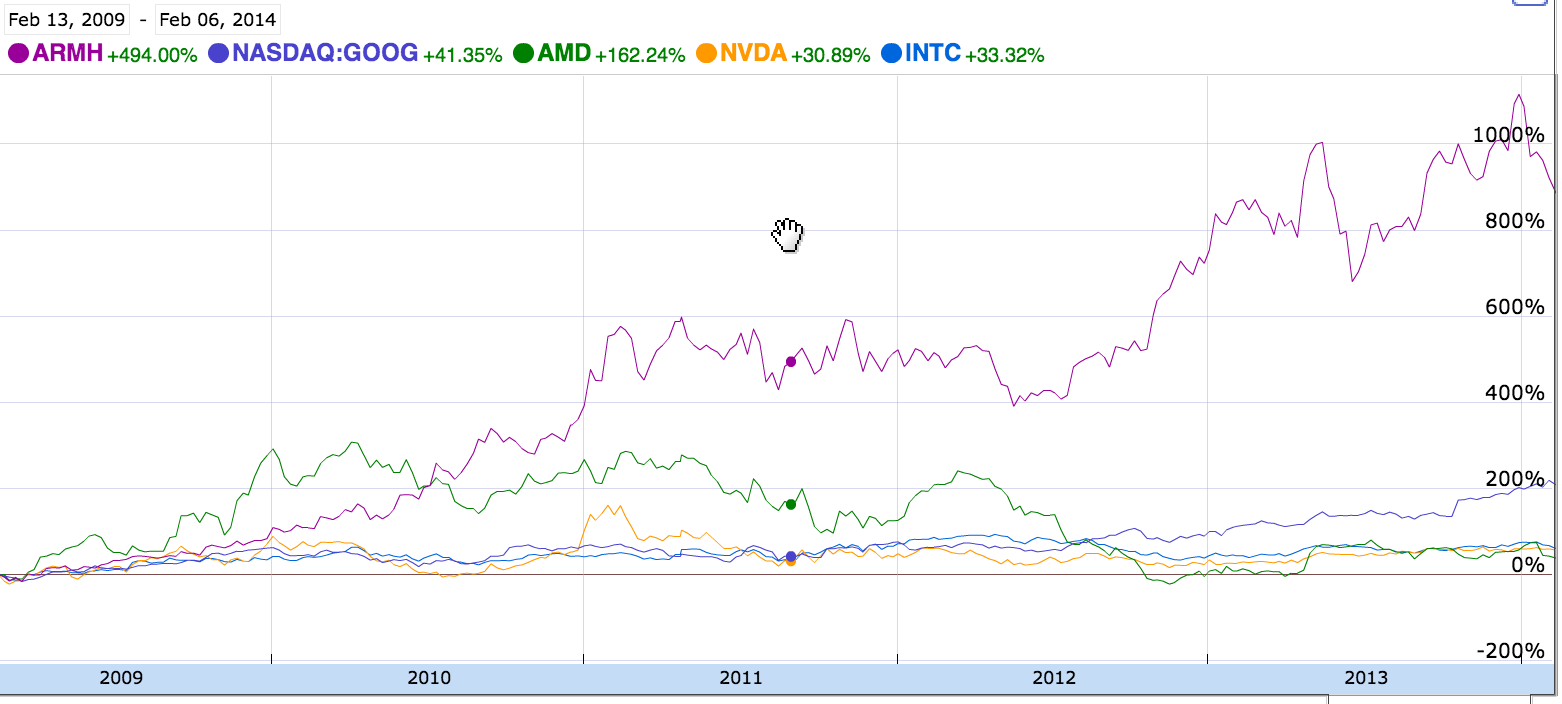 Feb 13, 2009 - Feb 06, 2014
ARMH +494.00% NASDAQ:GOOG +41.35% AMD +162.24% NVDA +30.89% INTC +33.32%
1000%
800%
600%
400%
200%
0%
-200%
2009 2010 2011 2012 2013